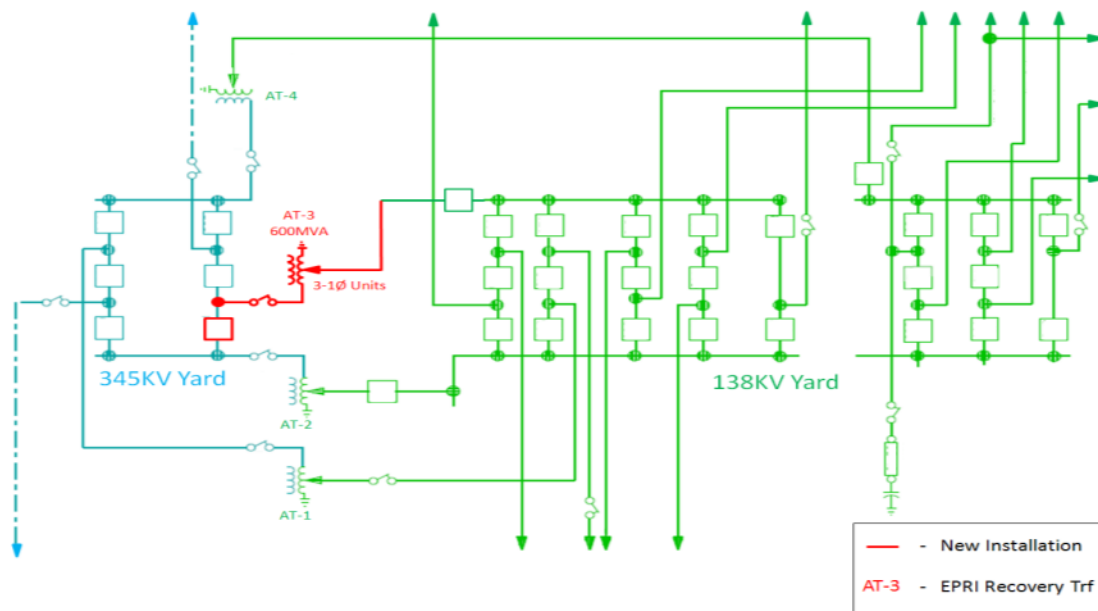 AT-4
AT-3
600MVA
3-1Ø Units
345KV Yard
138KV Yard
AT-2
AT-1
— - New Installation
AT-3 - EPRI Recovery Trf